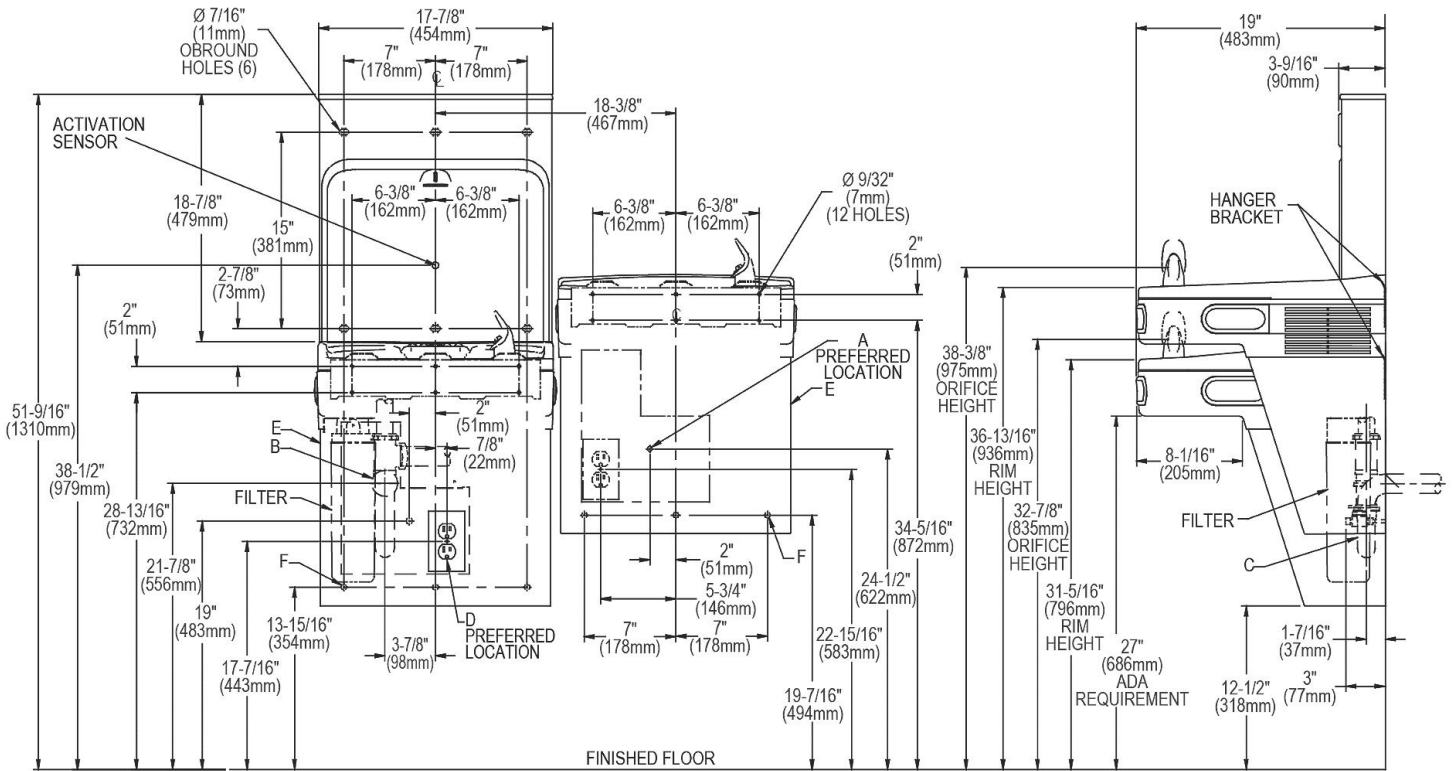 Ø 7/16"
(11mm)
OBROUND
HOLES (6)
17-7/8"
(454mm)
7"
(178mm)
7"
(178mm)
℄
ACTIVATION
SENSOR
18-3/8"
(467mm)
18-7/8"
(479mm)
15"
(381mm)
2-7/8"
(73mm)
2"
(51mm)
6-3/8"
(162mm)
6-3/8"
(162mm)
6-3/8"
(162mm)
6-3/8"
(162mm)
Ø 9/32"
(7mm)
(12 HOLES)
2"
(51mm)
℄
A
PREFERRED
LOCATION
E
51-9/16"
(1310mm)
38-1/2"
(979mm)
28-13/16"
(732mm)
21-7/8"
(556mm)
19"
(483mm)
17-7/16"
(443mm)
13-15/16"
(354mm)
E
B
FILTER
F
2"
(51mm)
7/8"
(22mm)
3-7/8"
(98mm)
D
PREFERRED
LOCATION
F
2"
(51mm)
5-3/4"
(146mm)
7"
(178mm)
7"
(178mm)
34-5/16"
(872mm)
24-1/2"
(622mm)
22-15/16"
(583mm)
19-7/16"
(494mm)
FINISHED FLOOR
19"
(483mm)
3-9/16"
(90mm)
HANGER
BRACKET
38-3/8"
(975mm)
ORIFICE
HEIGHT
36-13/16"
(936mm)
RIM
HEIGHT
32-7/8"
(835mm)
ORIFICE
HEIGHT
31-5/16"
(796mm)
RIM
HEIGHT
27"
(686mm)
ADA
REQUIREMENT
8-1/16"
(205mm)
FILTER
C
12-1/2"
(318mm)
1-7/16"
(37mm)
3"
(77mm)